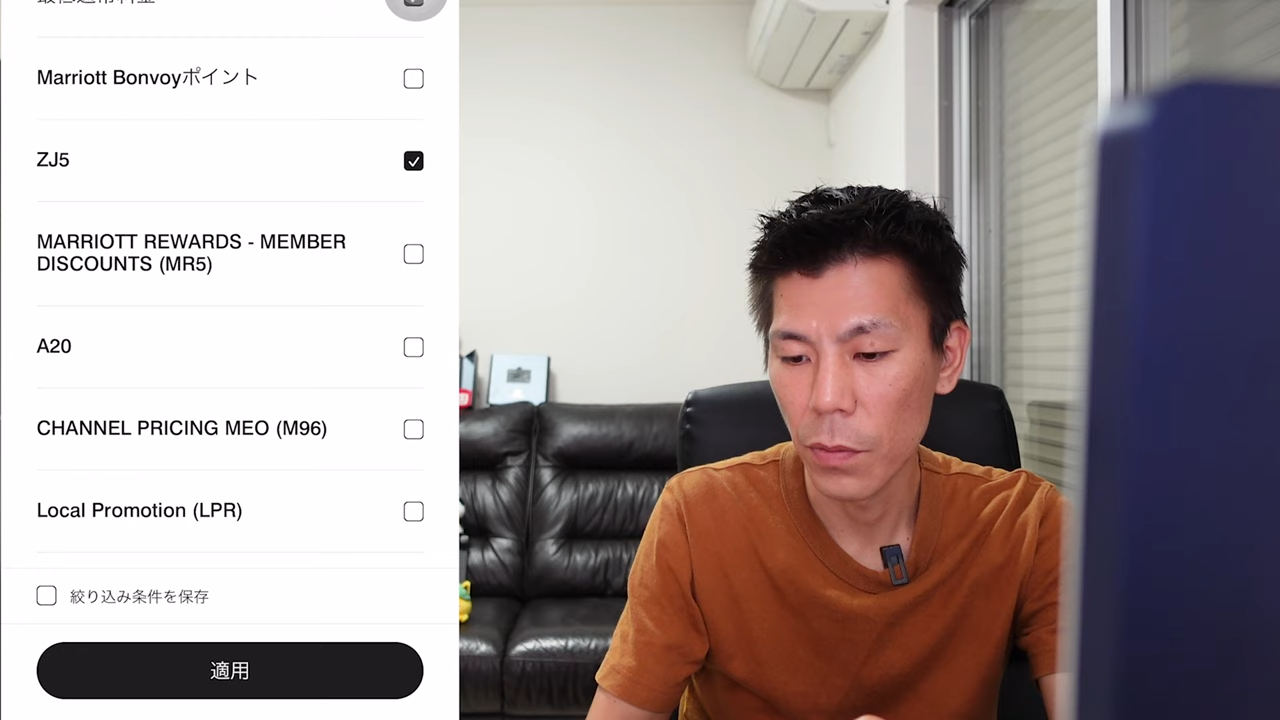 Marriott Bonvoyポイント
ZJ5
MARRIOTT REWARDS - MEMBER
DISCOUNTS (MR5)
A20
CHANNEL PRICING MEO (M96)
Local Promotion (LPR)
絞り込み条件を保存
適用